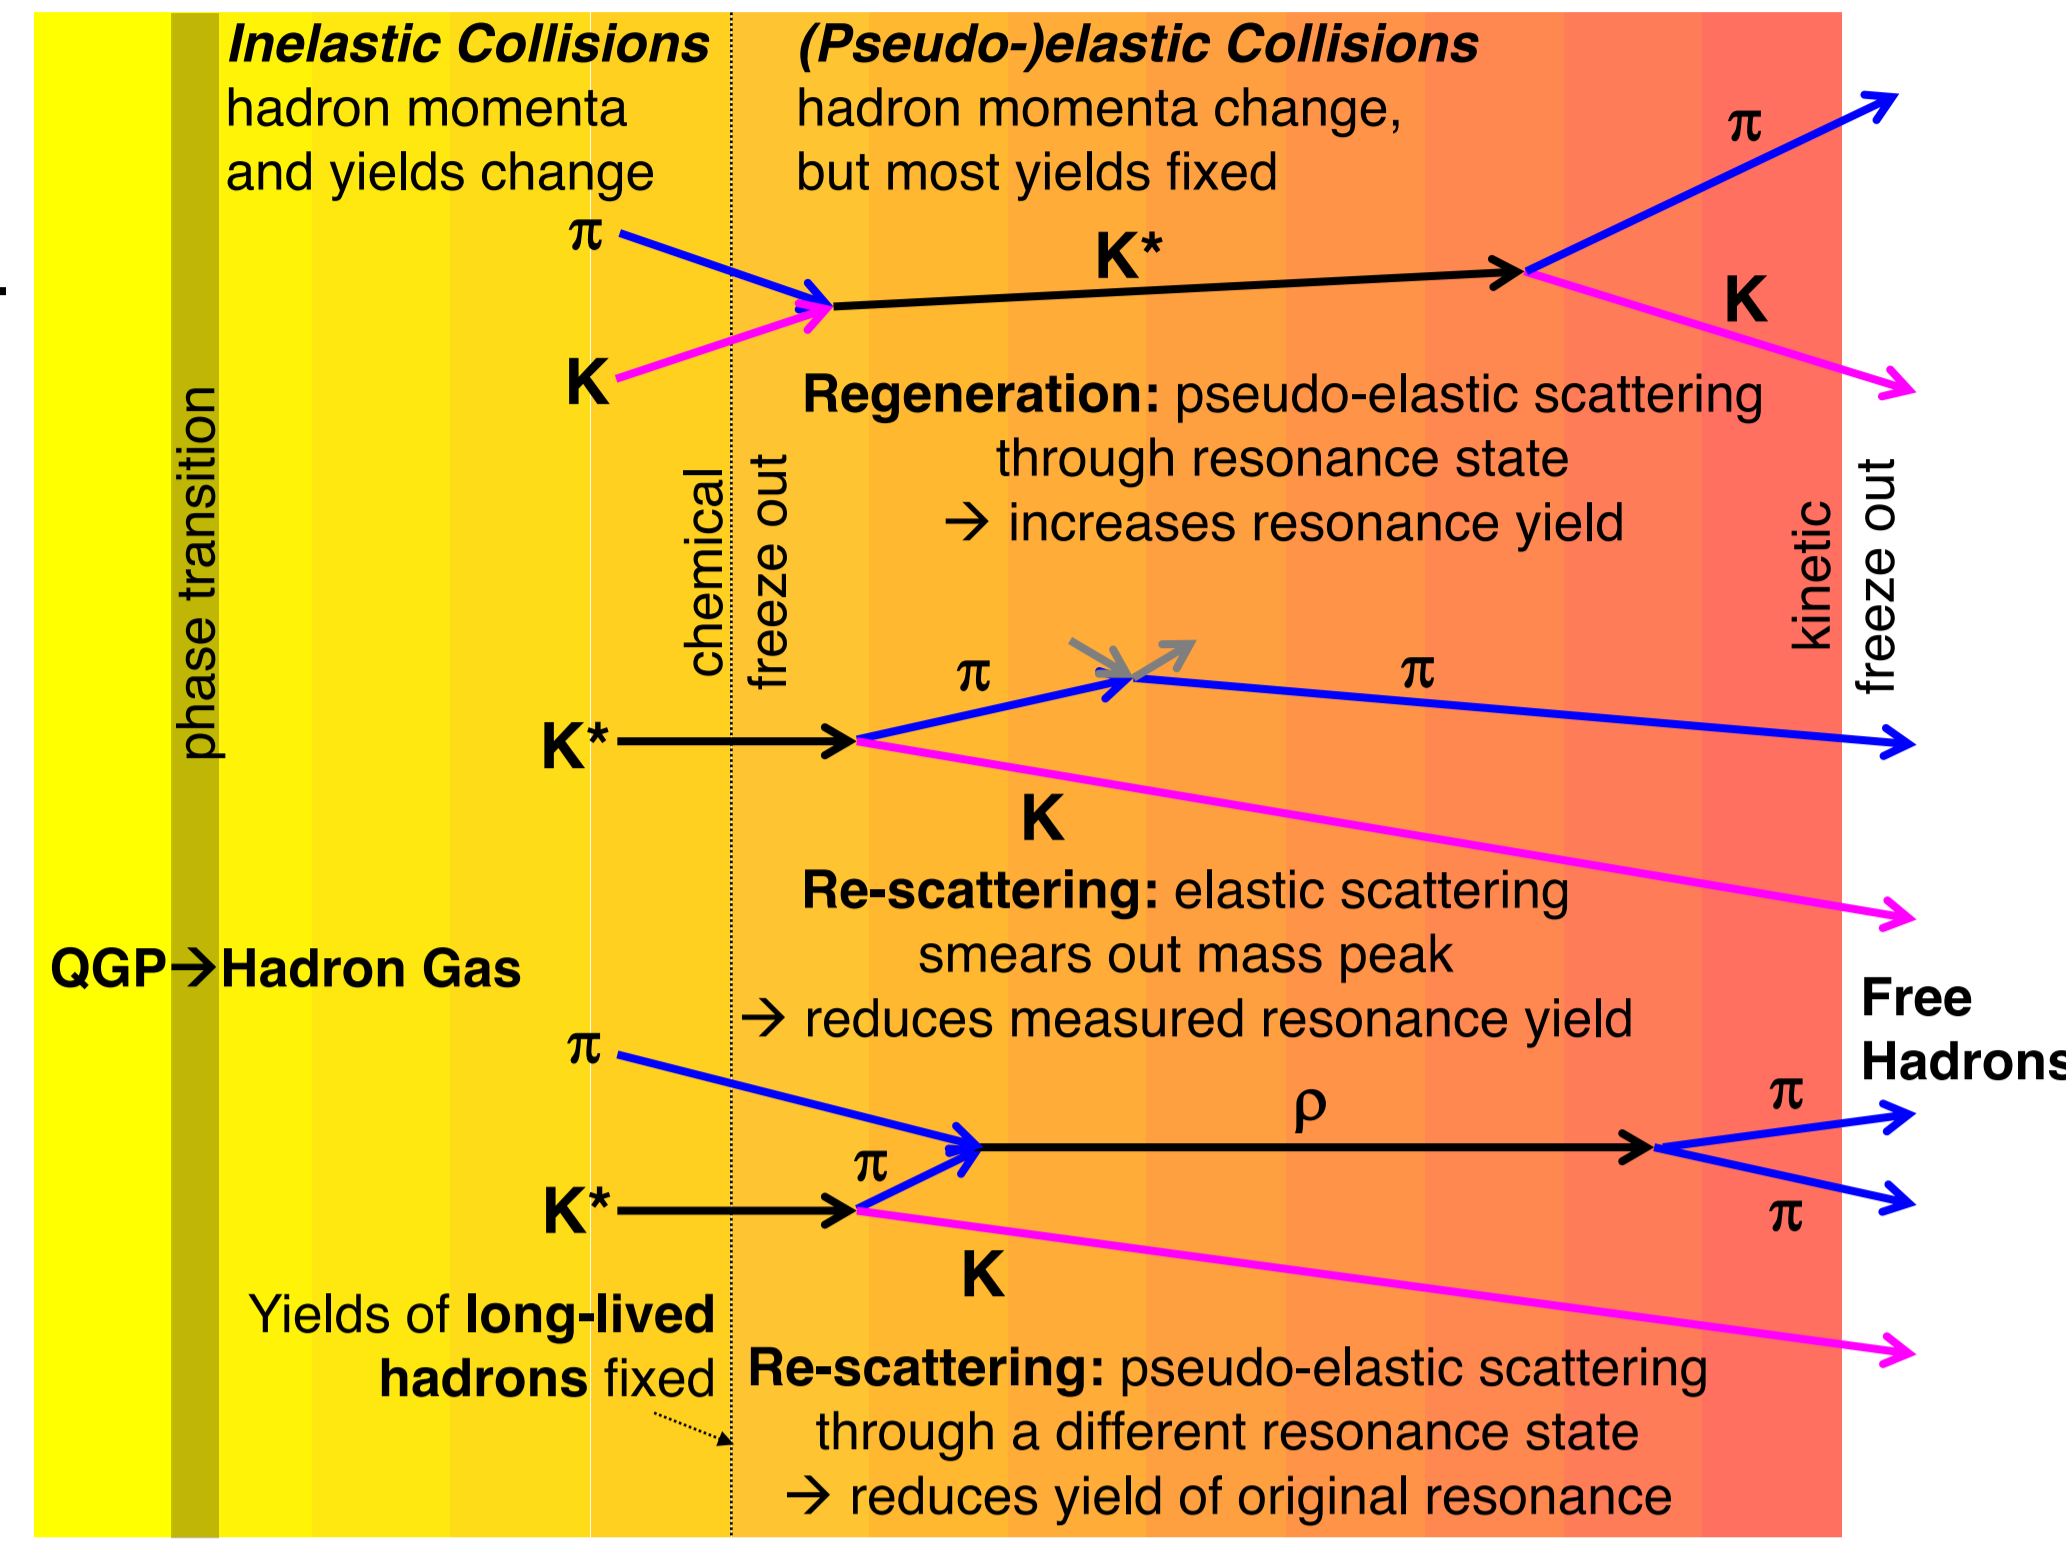 Inelastic Collisions
hadron momenta
and yields change
(Pseudo-)elastic Collisions
hadron momenta change,
but most yields fixed
π
K
K*
π
K
Regeneration: pseudo-elastic scattering
through resonance state
→ increases resonance yield
phase transition
chemical
freeze out
kinetic
freeze out
K*
π
π
K
Re-scattering: elastic scattering
smears out mass peak
→ reduces measured resonance yield
QGP→Hadron Gas
Free
Hadrons
π
K*
π
K
ρ
π
π
Yields of long-lived
hadrons fixed
Re-scattering: pseudo-elastic scattering
through a different resonance state
→ reduces yield of original resonance